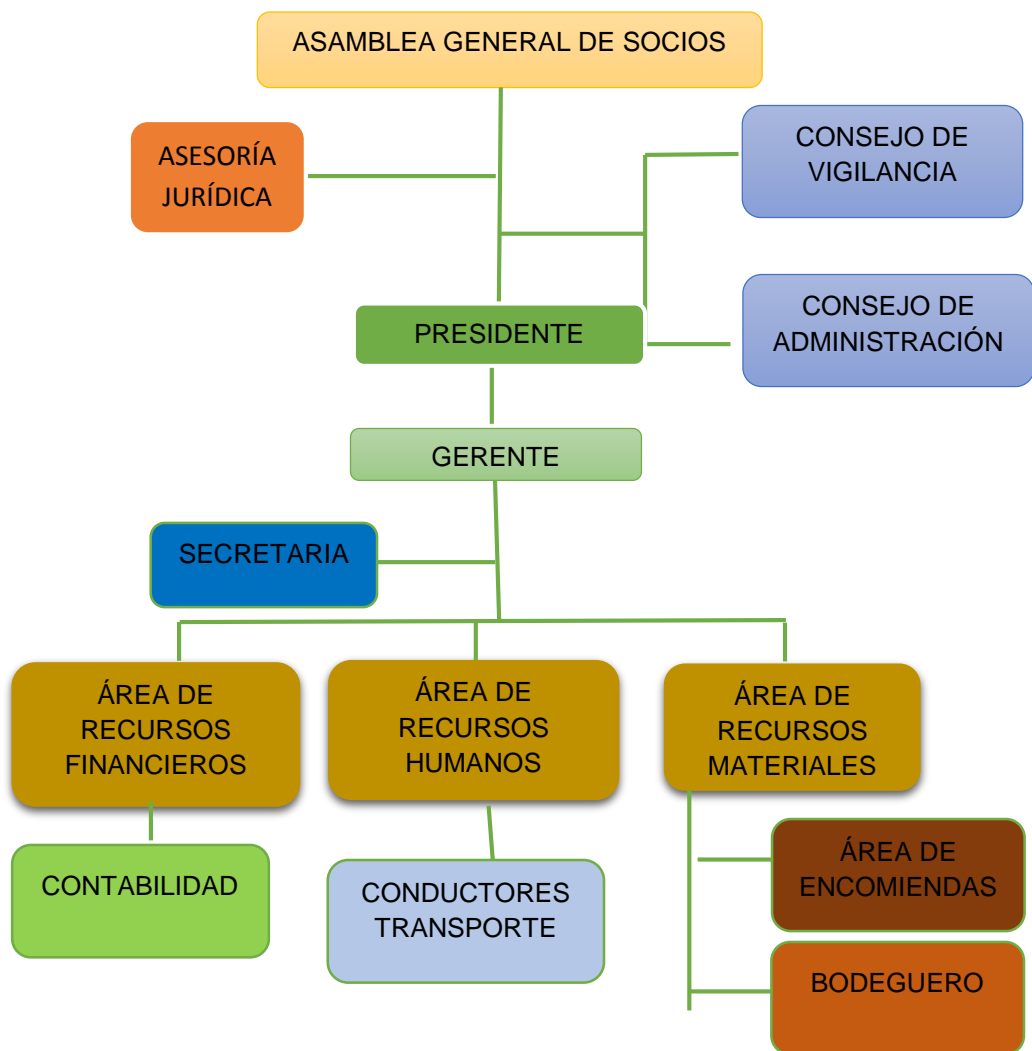 ASAMBLEA GENERAL DE SOCIOS
ASESORÍA
JURÍDICA
CONSEJO DE
VIGILANCIA
CONSEJO DE
ADMINISTRACIÓN
PRESIDENTE
GERENTE
SECRETARIA
ÁREA DE
RECURSOS
FINANCIEROS
ÁREA DE
RECURSOS
HUMANOS
ÁREA DE
RECURSOS
MATERIALES
CONTABILIDAD
CONDUCTORES
TRANSPORTE
ÁREA DE
ENCOMIENDAS
BODEGUERO